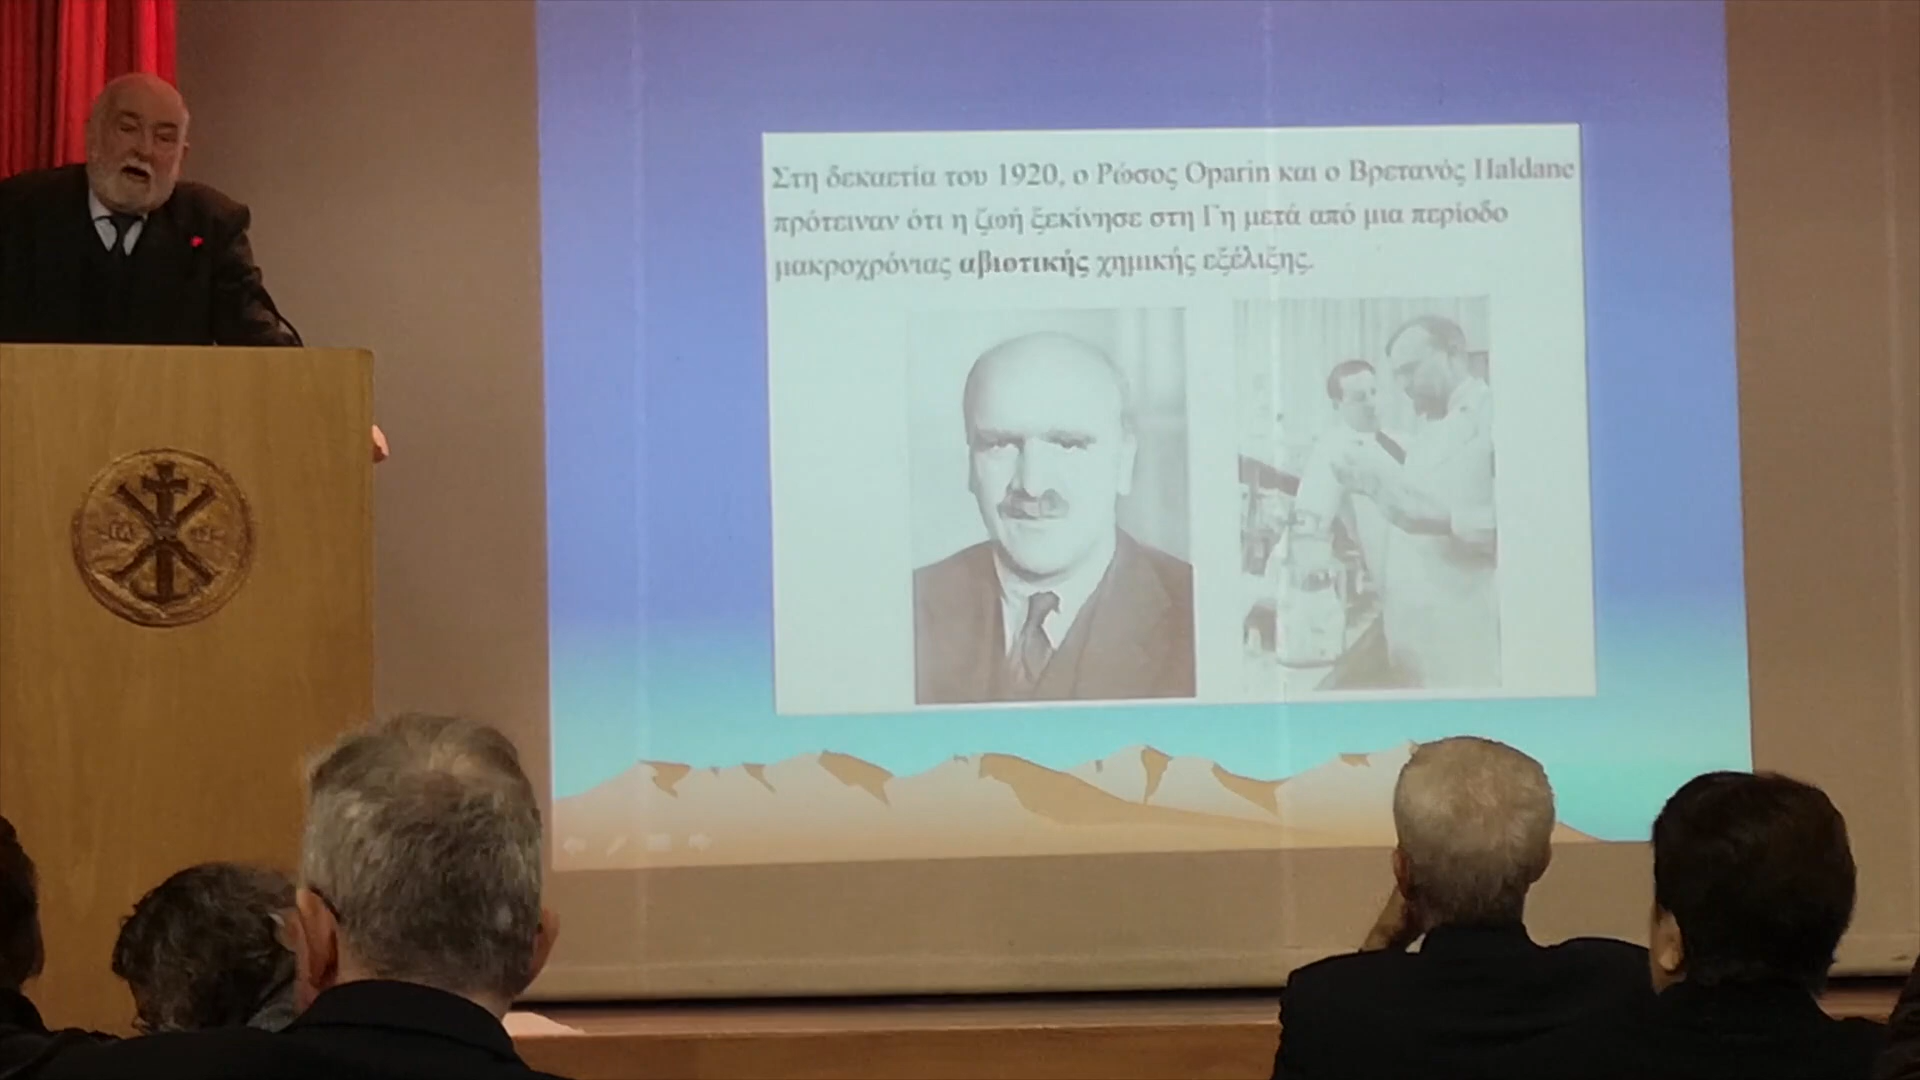 Στη δεκαετία του 1920, ο Ρώσος Oparin και ο Βρετανός Haldane
πρότειναν ότι η ζωή ξεκίνησε στη Γη μετά από μια περίοδο
μακροχρόνιας αβιοτικής χημικής εξέλιξης.